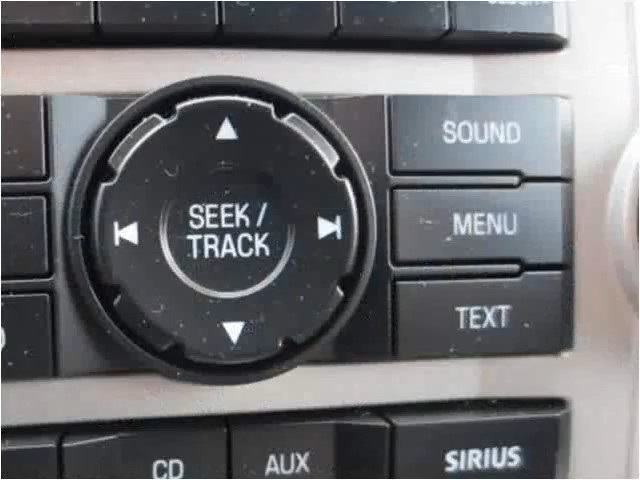 SOUND
SEEK /
TRACK
MENU
TEXT
CD
AUX
SIRIUS